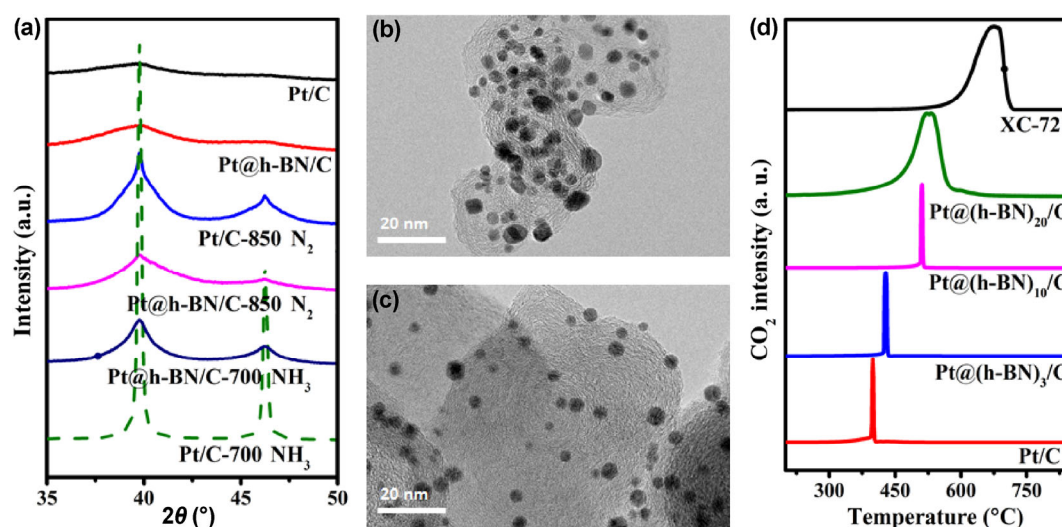 (a)
Intensity (a.u.)
Pt/C
Pt@h-BN/C
Pt/C-850 N2
Pt@h-BN/C-850 N2
Pt@h-BN/C-700 NH3
Pt/C-700 NH3
35 40 45 50
2θ (°)
(b)
20 nm
(c)
20 nm
(d)
CO2 intensity (a. u.)
XC-72
Pt@(h-BN)20/C
Pt@(h-BN)10/C
Pt@(h-BN)3/C
Pt/C
300 450 600 750
Temperature (°C)